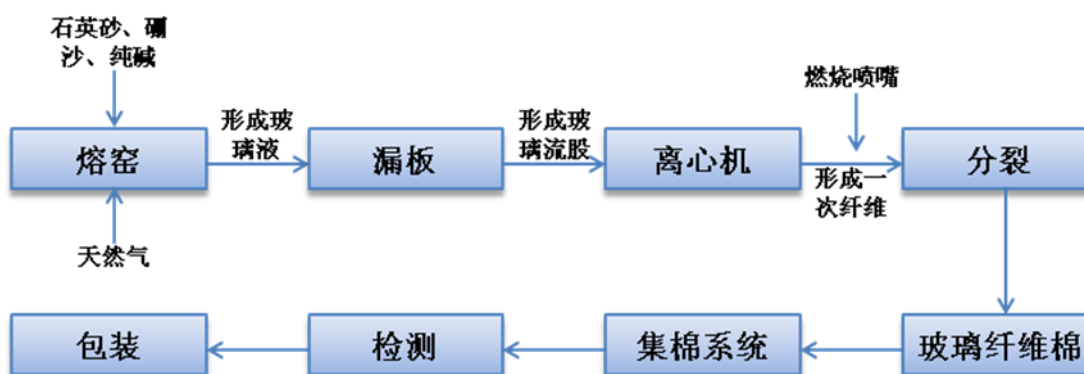 石英砂、硼
沙、纯碱
燃烧喷嘴
熔窑
形成玻
璃液
漏板
形成玻
璃流股
离心机
形成一
次纤维
分裂
天然气
包装
检测
集棉系统
玻璃纤维棉